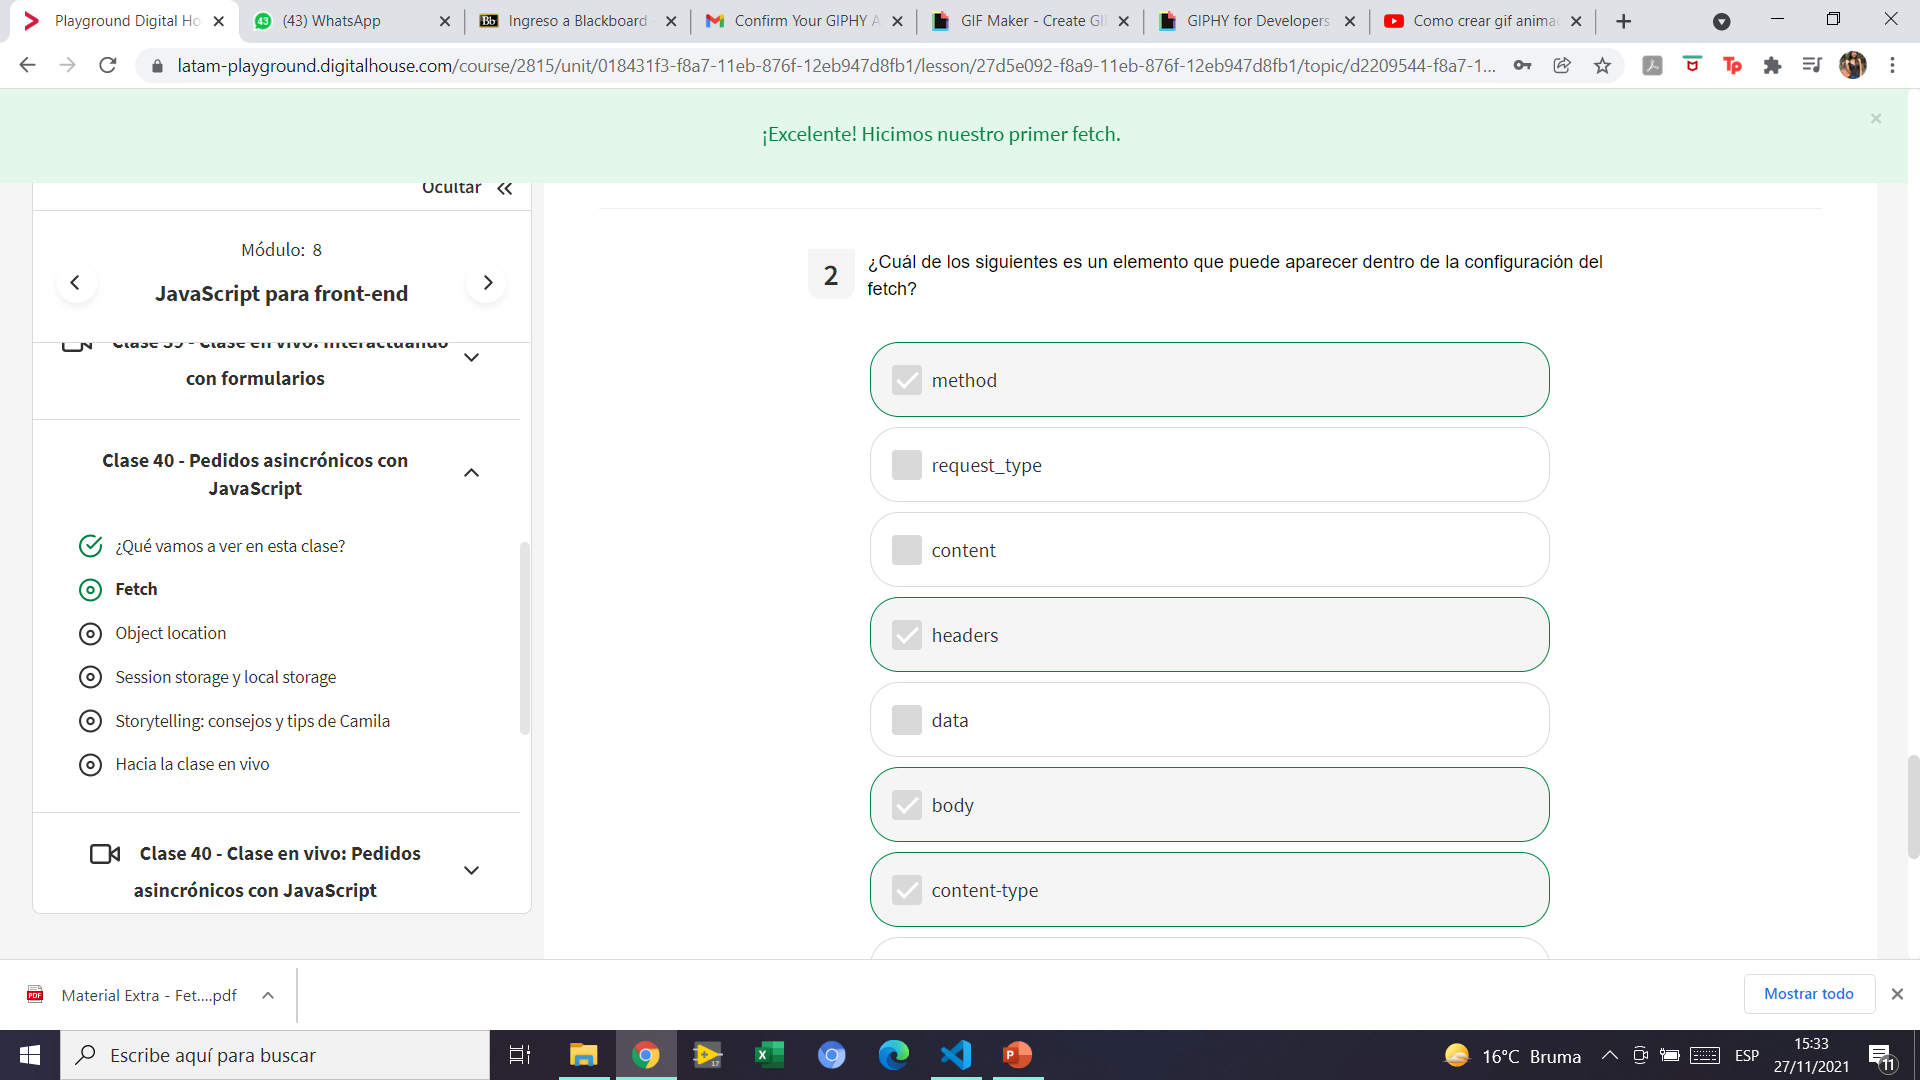 Playground Digital Ho
(43) WhatsApp
Ingreso a Blackboard
Confirm Your GIPHY A
GIF Maker - Create GI
GIPHY for Developers
Como crear gif anima
latam-playground.digitalhouse.com/course/2815/unit/018431f3-f8a7-11eb-876f-12eb947d8fb1/lesson/27d5e092-f8a9-11eb-876f-12eb947d8fb1/topic/d2209544-f8a7-1...
¡Excelente! Hicimos nuestro primer fetch.
Ocultar
Módulo: 8
JavaScript para front-end
Clase 39 - Clase en vivo: Interactuando
con formularios
Clase 40 - Pedidos asincrónicos con
JavaScript
¿Qué vamos a ver en esta clase?
Fetch
Object location
Session storage y local storage
Storytelling: consejos y tips de Camila
Hacia la clase en vivo
Clase 40 - Clase en vivo: Pedidos
asincrónicos con JavaScript
2
¿Cuál de los siguientes es un elemento que puede aparecer dentro de la configuración del
fetch?
method
request_type
content
headers
data
body
content-type
Material Extra - Fet....pdf
Mostrar todo
Escribe aquí para buscar
16°C Bruma
ESP
15:33
27/11/2021
11